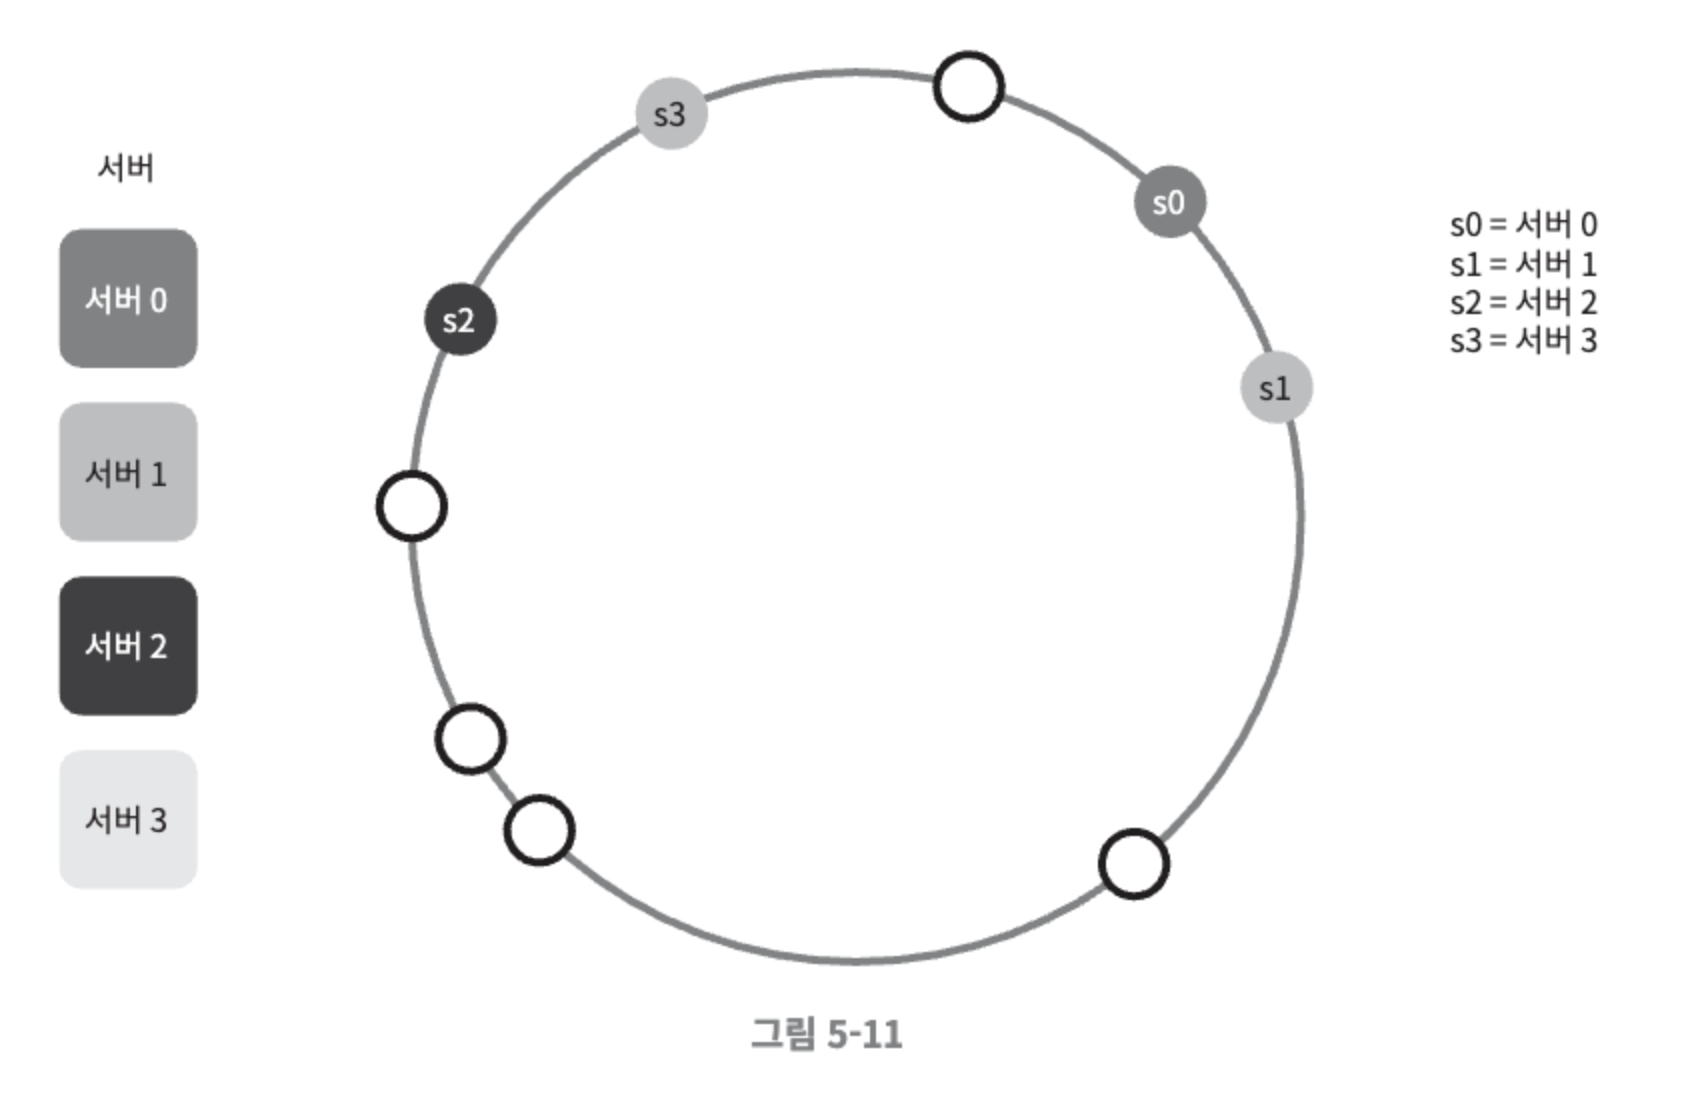 서버
서버 0
서버 1
서버 2
서버 3
s3
s0
s2
s1
s0 = 서버 0
s1 = 서버 1
s2 = 서버 2
s3 = 서버 3
그림 5-11